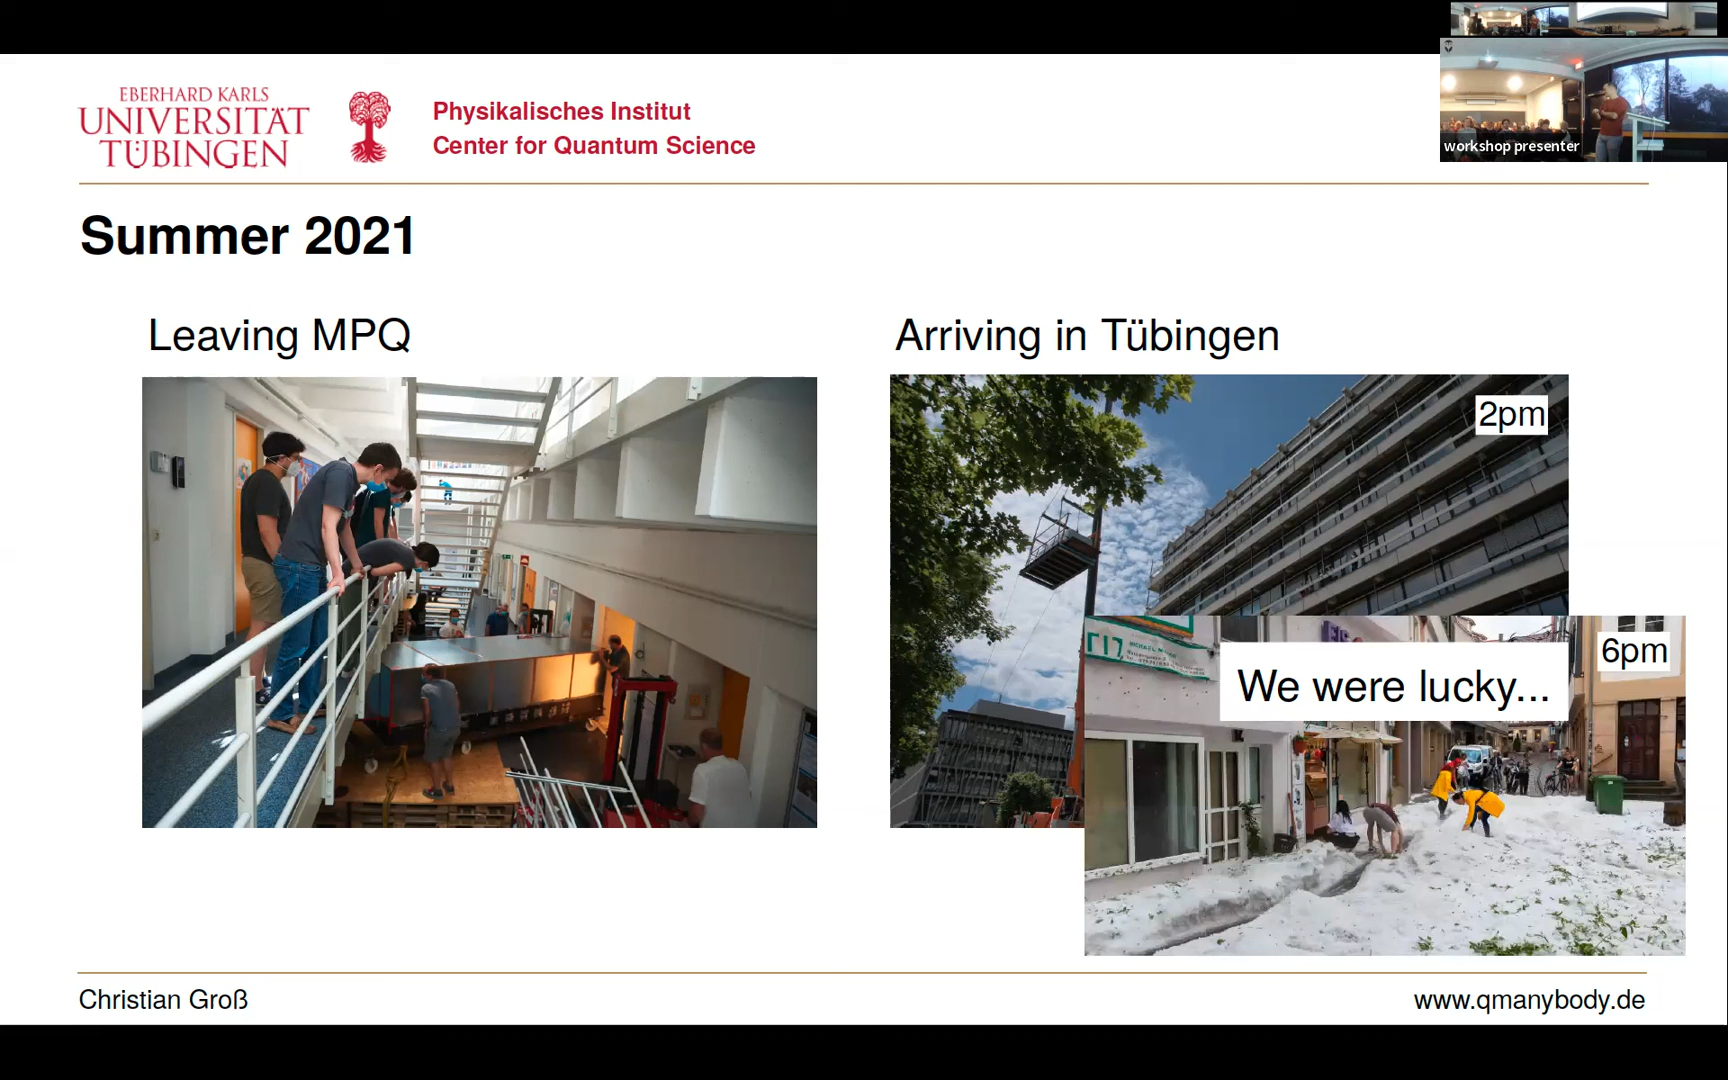 EBERHARD KARLS
UNIVERSITÄT
TÜBINGEN
Physikalisches Institut
Center for Quantum Science
workshop presenter
Summer 2021
Leaving MPQ
Arriving in Tübingen
2pm
6pm
We were lucky...
Christian Groß
www.qmanybody.de